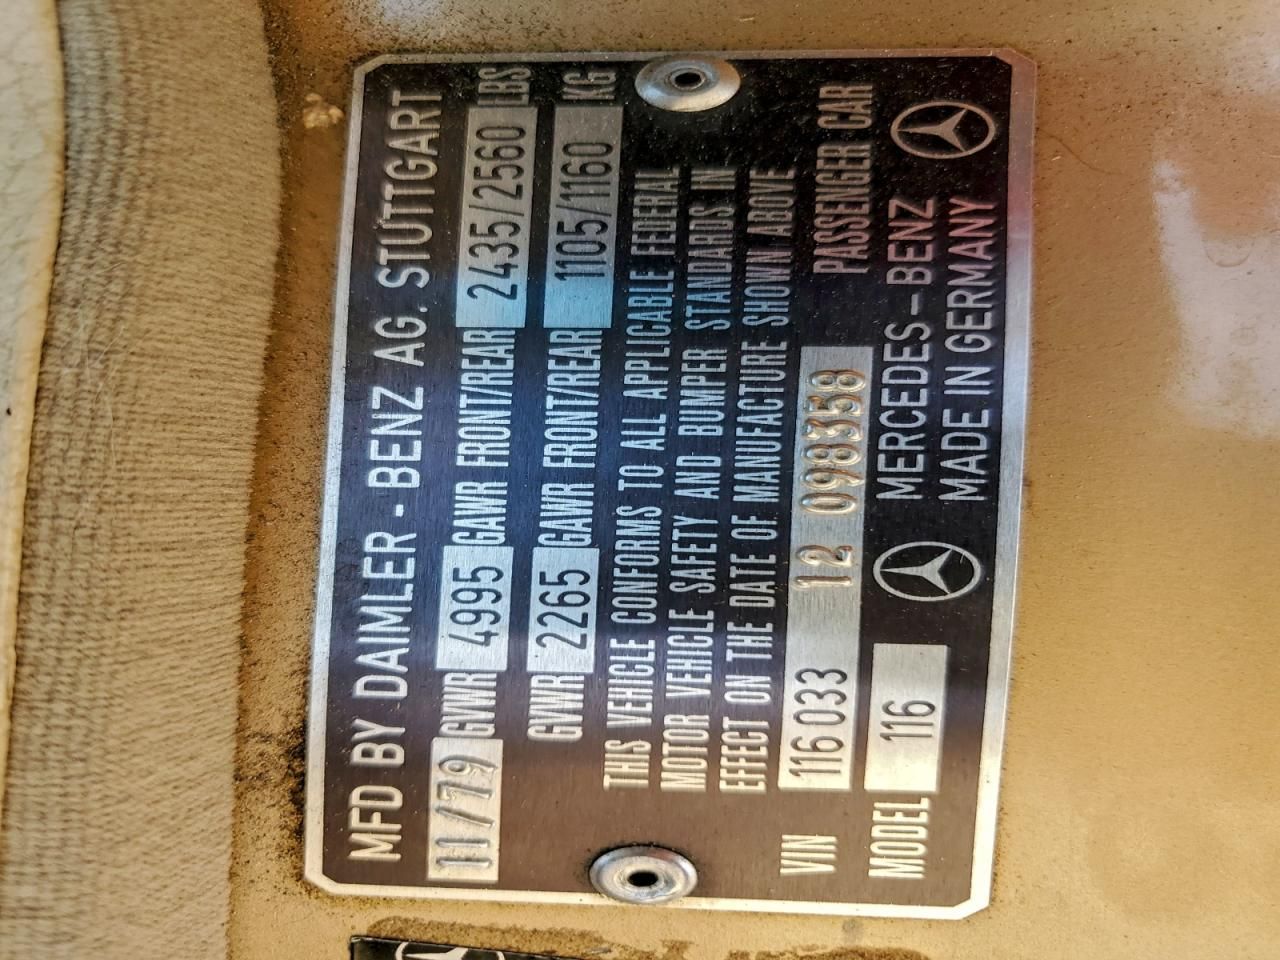 MFD BY DAIMLER - BENZ AG. STUTTGART
11/79 GVWR 4995 GAWR FRONT/REAR 2435/2560 LBS
GVWR 2265 GAWR FRONT/REAR 1105/1160 KG
THIS VEHICLE CONFORMS TO ALL APPLICABLE FEDERAL
MOTOR VEHICLE SAFETY AND BUMPER STANDARDS IN
EFFECT ON THE DATE OF MANUFACTURE SHOWN ABOVE
VIN 116 033 12 098358 PASSENGER CAR
MODEL 116 MERCEDES-BENZ
MADE IN GERMANY